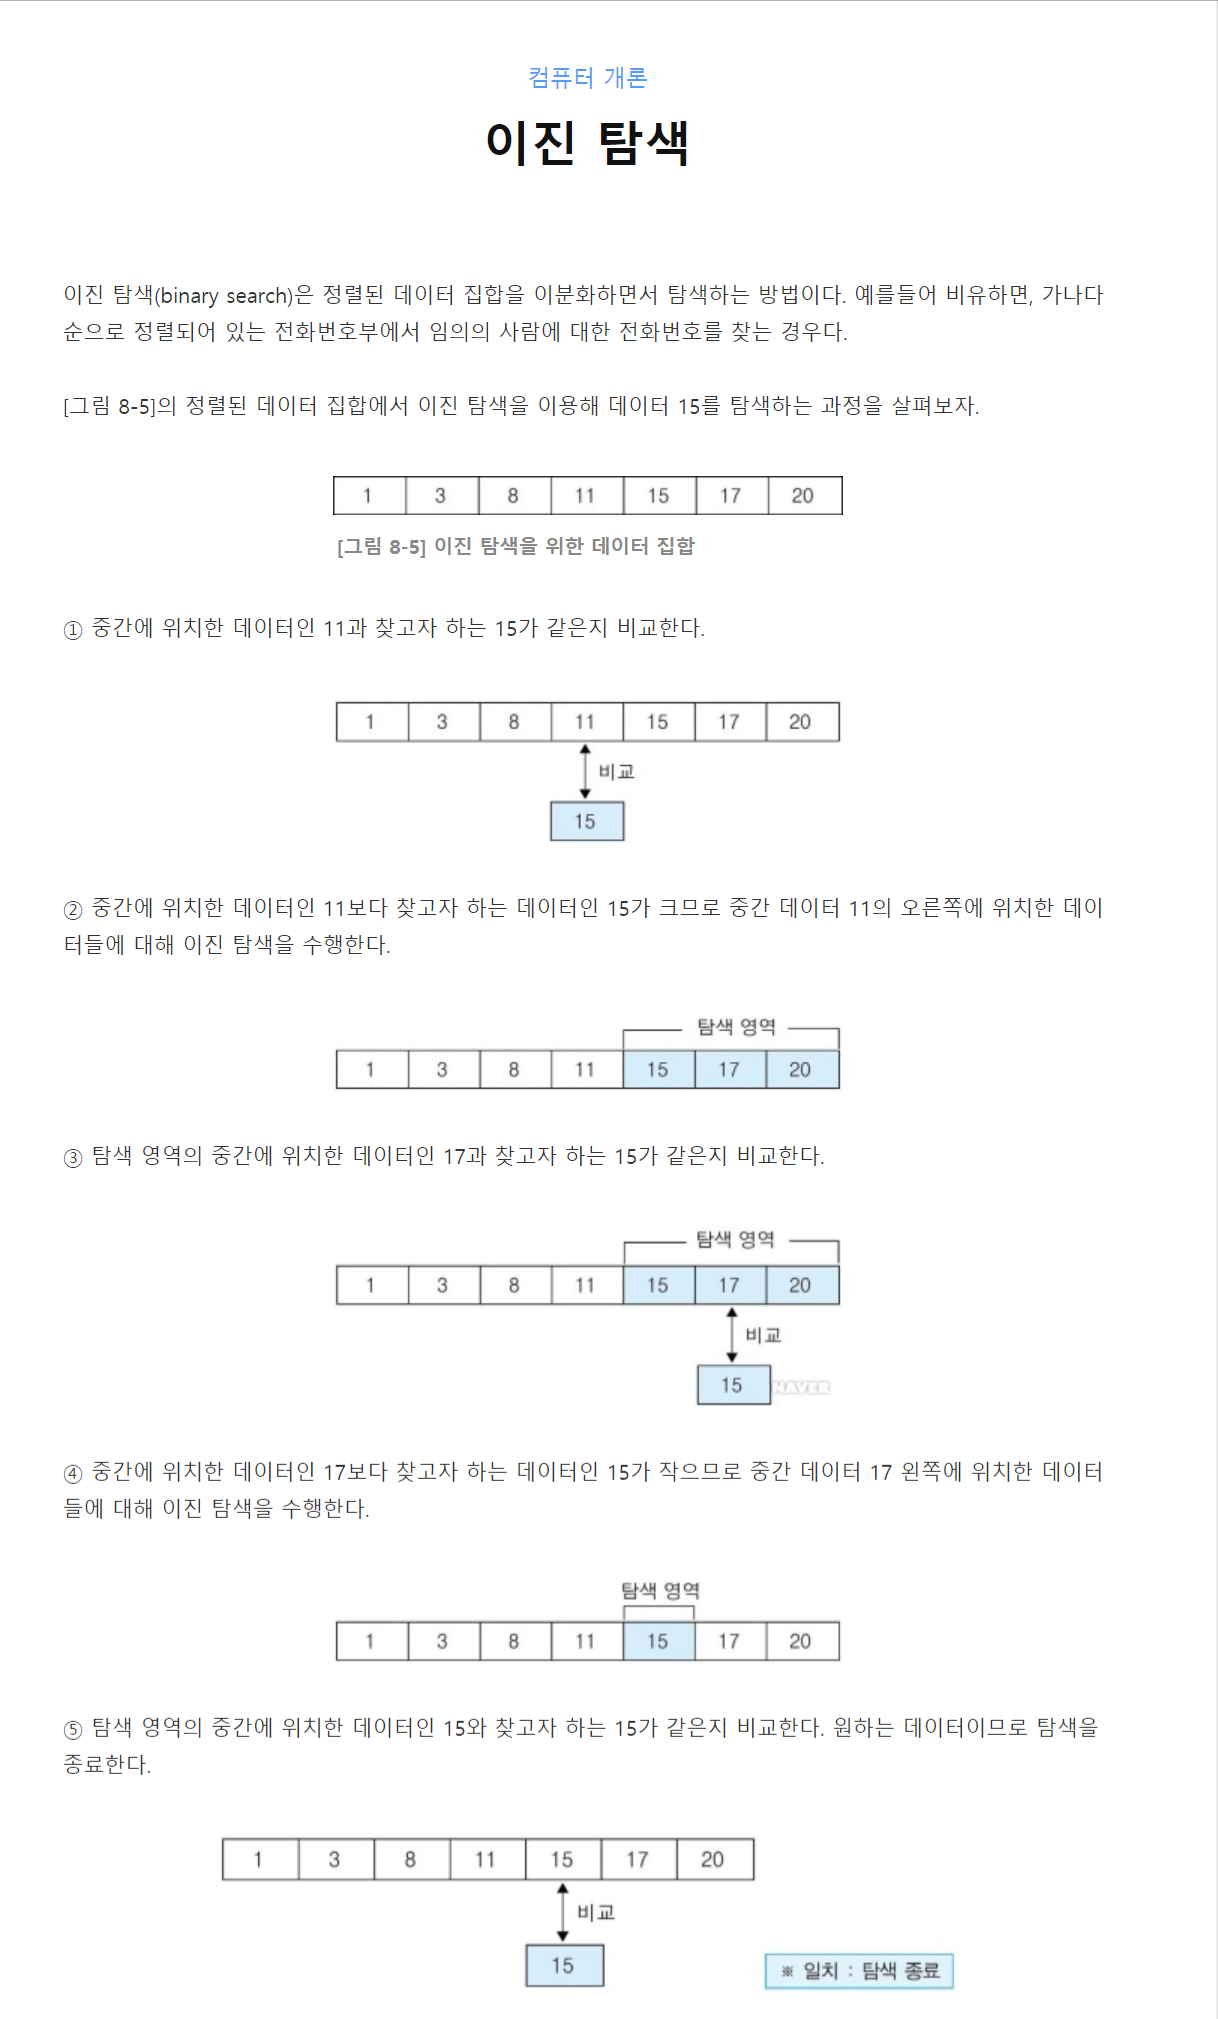 컴퓨터 개론
이진 탐색
이진 탐색(binary search)은 정렬된 데이터 집합을 이분화하면서 탐색하는 방법이다. 예를들어 비유하면, 가나다
순으로 정렬되어 있는 전화번호부에서 임의의 사람에 대한 전화번호를 찾는 경우다.
[그림 8-5]의 정렬된 데이터 집합에서 이진 탐색을 이용해 데이터 15를 탐색하는 과정을 살펴보자.
1 3 8 11 15 17 20
[그림 8-5] 이진 탐색을 위한 데이터 집합
① 중간에 위치한 데이터인 11과 찾고자 하는 15가 같은지 비교한다.
1 3 8 11 15 17 20
비교
15
② 중간에 위치한 데이터인 11보다 찾고자 하는 데이터인 15가 크므로 중간 데이터 11의 오른쪽에 위치한 데이
터들에 대해 이진 탐색을 수행한다.
탐색 영역
1 3 8 11 15 17 20
③ 탐색 영역의 중간에 위치한 데이터인 17과 찾고자 하는 15가 같은지 비교한다.
탐색 영역
1 3 8 11 15 17 20
비교
15 NAVER
④ 중간에 위치한 데이터인 17보다 찾고자 하는 데이터인 15가 작으므로 중간 데이터 17 왼쪽에 위치한 데이터
들에 대해 이진 탐색을 수행한다.
탐색 영역
1 3 8 11 15 17 20
⑤ 탐색 영역의 중간에 위치한 데이터인 15와 찾고자 하는 15가 같은지 비교한다. 원하는 데이터이므로 탐색을
종료한다.
1 3 8 11 15 17 20
비교
15
※ 일치 : 탐색 종료